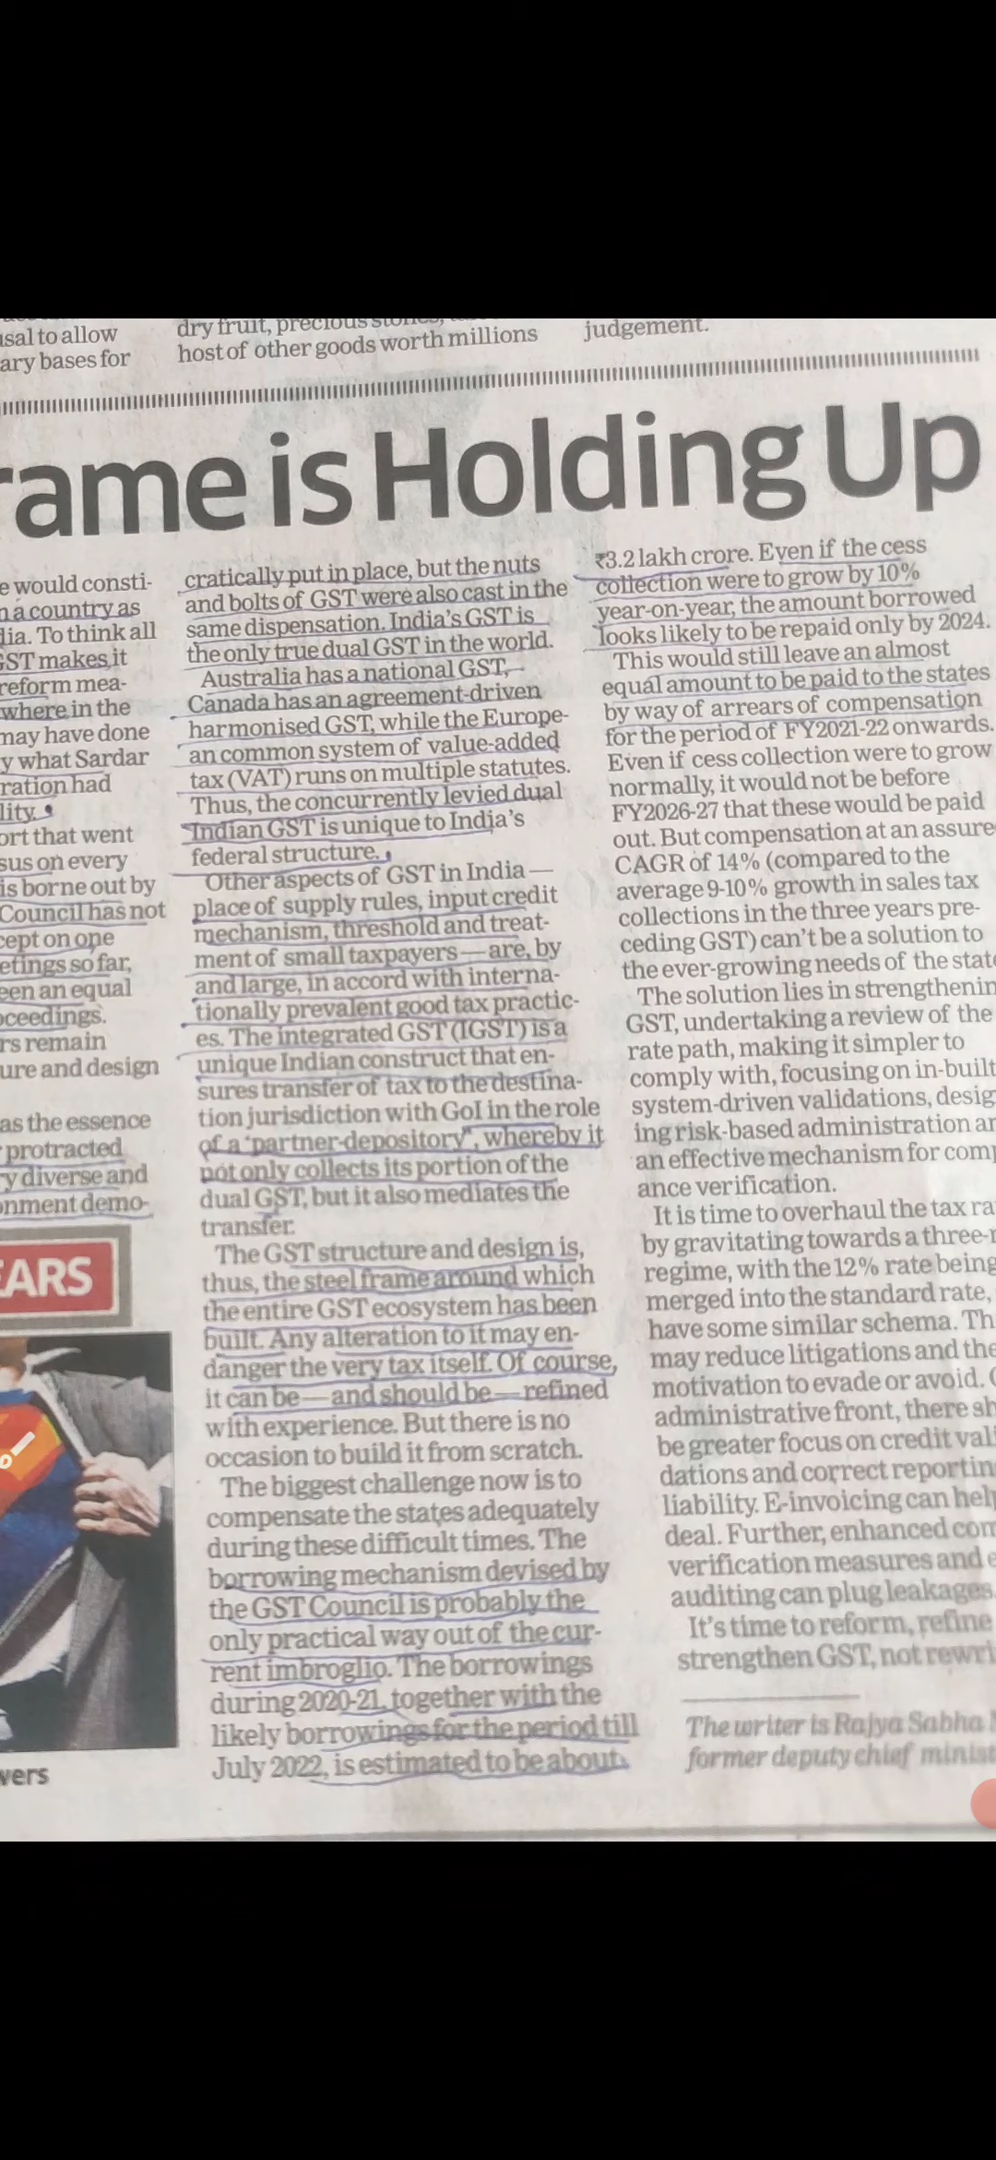 usal to allow
ary bases for
dry fruit, precious
host of other goods worth millions
judgement.
rame is Holding Up
e would consti-
n a country as
dia. To think all
GST makes it
reform mea-
where in the
may have done
y what Sardar
ration had
lity.
ort that went
sus on every
is borne out by
Council has not
cept on one
etings so far,
een an equal
oceedings.
rs remain
ure and design
as the essence
protracted
y diverse and
onment demo-
EARS
wers
cratically put in place, but the nuts
and bolts of GST were also cast in the
same dispensation. India's GST is
the only true dual GST in the world.
Australia has a national GST,
Canada has an agreement-driven
harmonised GST, while the Europe-
an common system of value-added
tax (VAT) runs on multiple statutes.
Thus, the concurrently levied dual
Indian GST is unique to India's
federal structure.
Other aspects of GST in India —
place of supply rules, input credit
mechanism, threshold and treat-
ment of small taxpayers — are, by
and large, in accord with interna-
tionally prevalent good tax practic-
es. The integrated GST (IGST) is a
unique Indian construct that en-
sures transfer of tax to the destina-
tion jurisdiction with GoI in the role
of a 'partner-depository', whereby it
not only collects its portion of the
dual GST, but it also mediates the
transfer.
The GST structure and design is,
thus, the steel frame around which
the entire GST ecosystem has been
built. Any alteration to it may en-
danger the very tax itself. Of course,
it can be — and should be — refined
with experience. But there is no
occasion to build it from scratch.
The biggest challenge now is to
compensate the states adequately
during these difficult times. The
borrowing mechanism devised by
the GST Council is probably the
only practical way out of the cur-
rent imbroglio. The borrowings
during 2020-21, together with the
likely borrowings for the period till
July 2022, is estimated to be about
₹3.2 lakh crore. Even if the cess
collection were to grow by 10%
year-on-year, the amount borrowed
looks likely to be repaid only by 2024.
This would still leave an almost
equal amount to be paid to the states
by way of arrears of compensation
for the period of FY2021-22 onwards.
Even if cess collection were to grow
normally, it would not be before
FY2026-27 that these would be paid
out. But compensation at an assure
CAGR of 14% (compared to the
average 9-10% growth in sales tax
collections in the three years pre-
ceding GST) can't be a solution to
the ever-growing needs of the state
The solution lies in strengthenin
GST, undertaking a review of the
rate path, making it simpler to
comply with, focusing on in-built
system-driven validations, desig
ing risk-based administration an
an effective mechanism for comp
ance verification.
It is time to overhaul the tax ra
by gravitating towards a three-r
regime, with the 12% rate being
merged into the standard rate,
have some similar schema. Th
may reduce litigations and the
motivation to evade or avoid. O
administrative front, there sh
be greater focus on credit vali
dations and correct reportin
liability. E-invoicing can help
deal. Further, enhanced com
verification measures and e
auditing can plug leakages.
It's time to reform, refine
strengthen GST, not rewri
The writer is Rajya Sabha M
former deputy chief minist